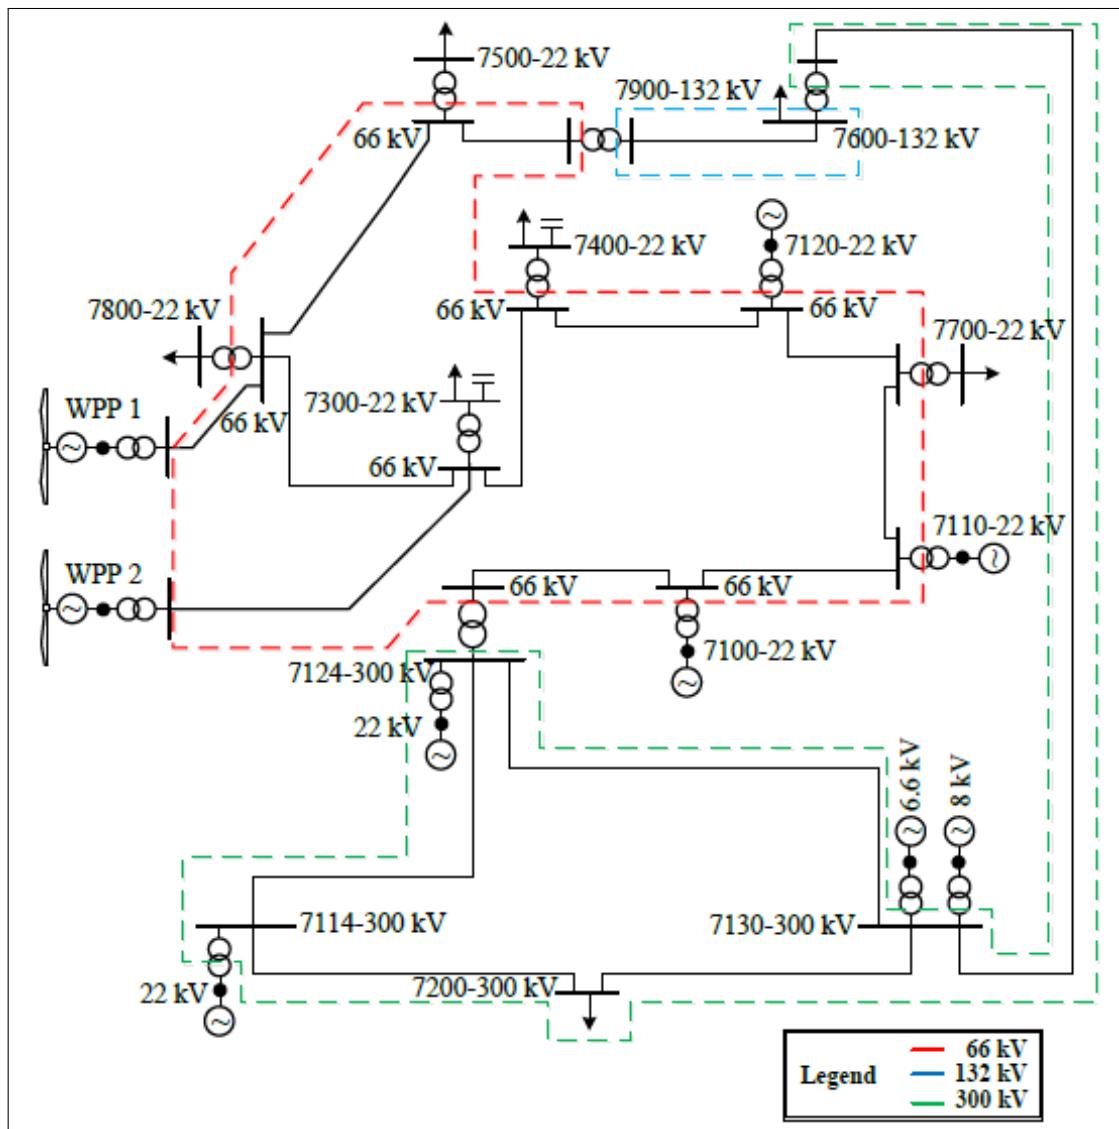 7500-22 kV
7900-132 kV
66 kV
7600-132 kV
7400-22 kV
7120-22 kV
7800-22 kV
66 kV
66 kV
7700-22 kV
WPP 1
7300-22 kV
66 kV
66 kV
7110-22 kV
WPP 2
66 kV
66 kV
7124-300 kV
7100-22 kV
22 kV
6.6 kV
8 kV
7114-300 kV
7130-300 kV
22 kV
7200-300 kV
Legend
66 kV
132 kV
300 kV